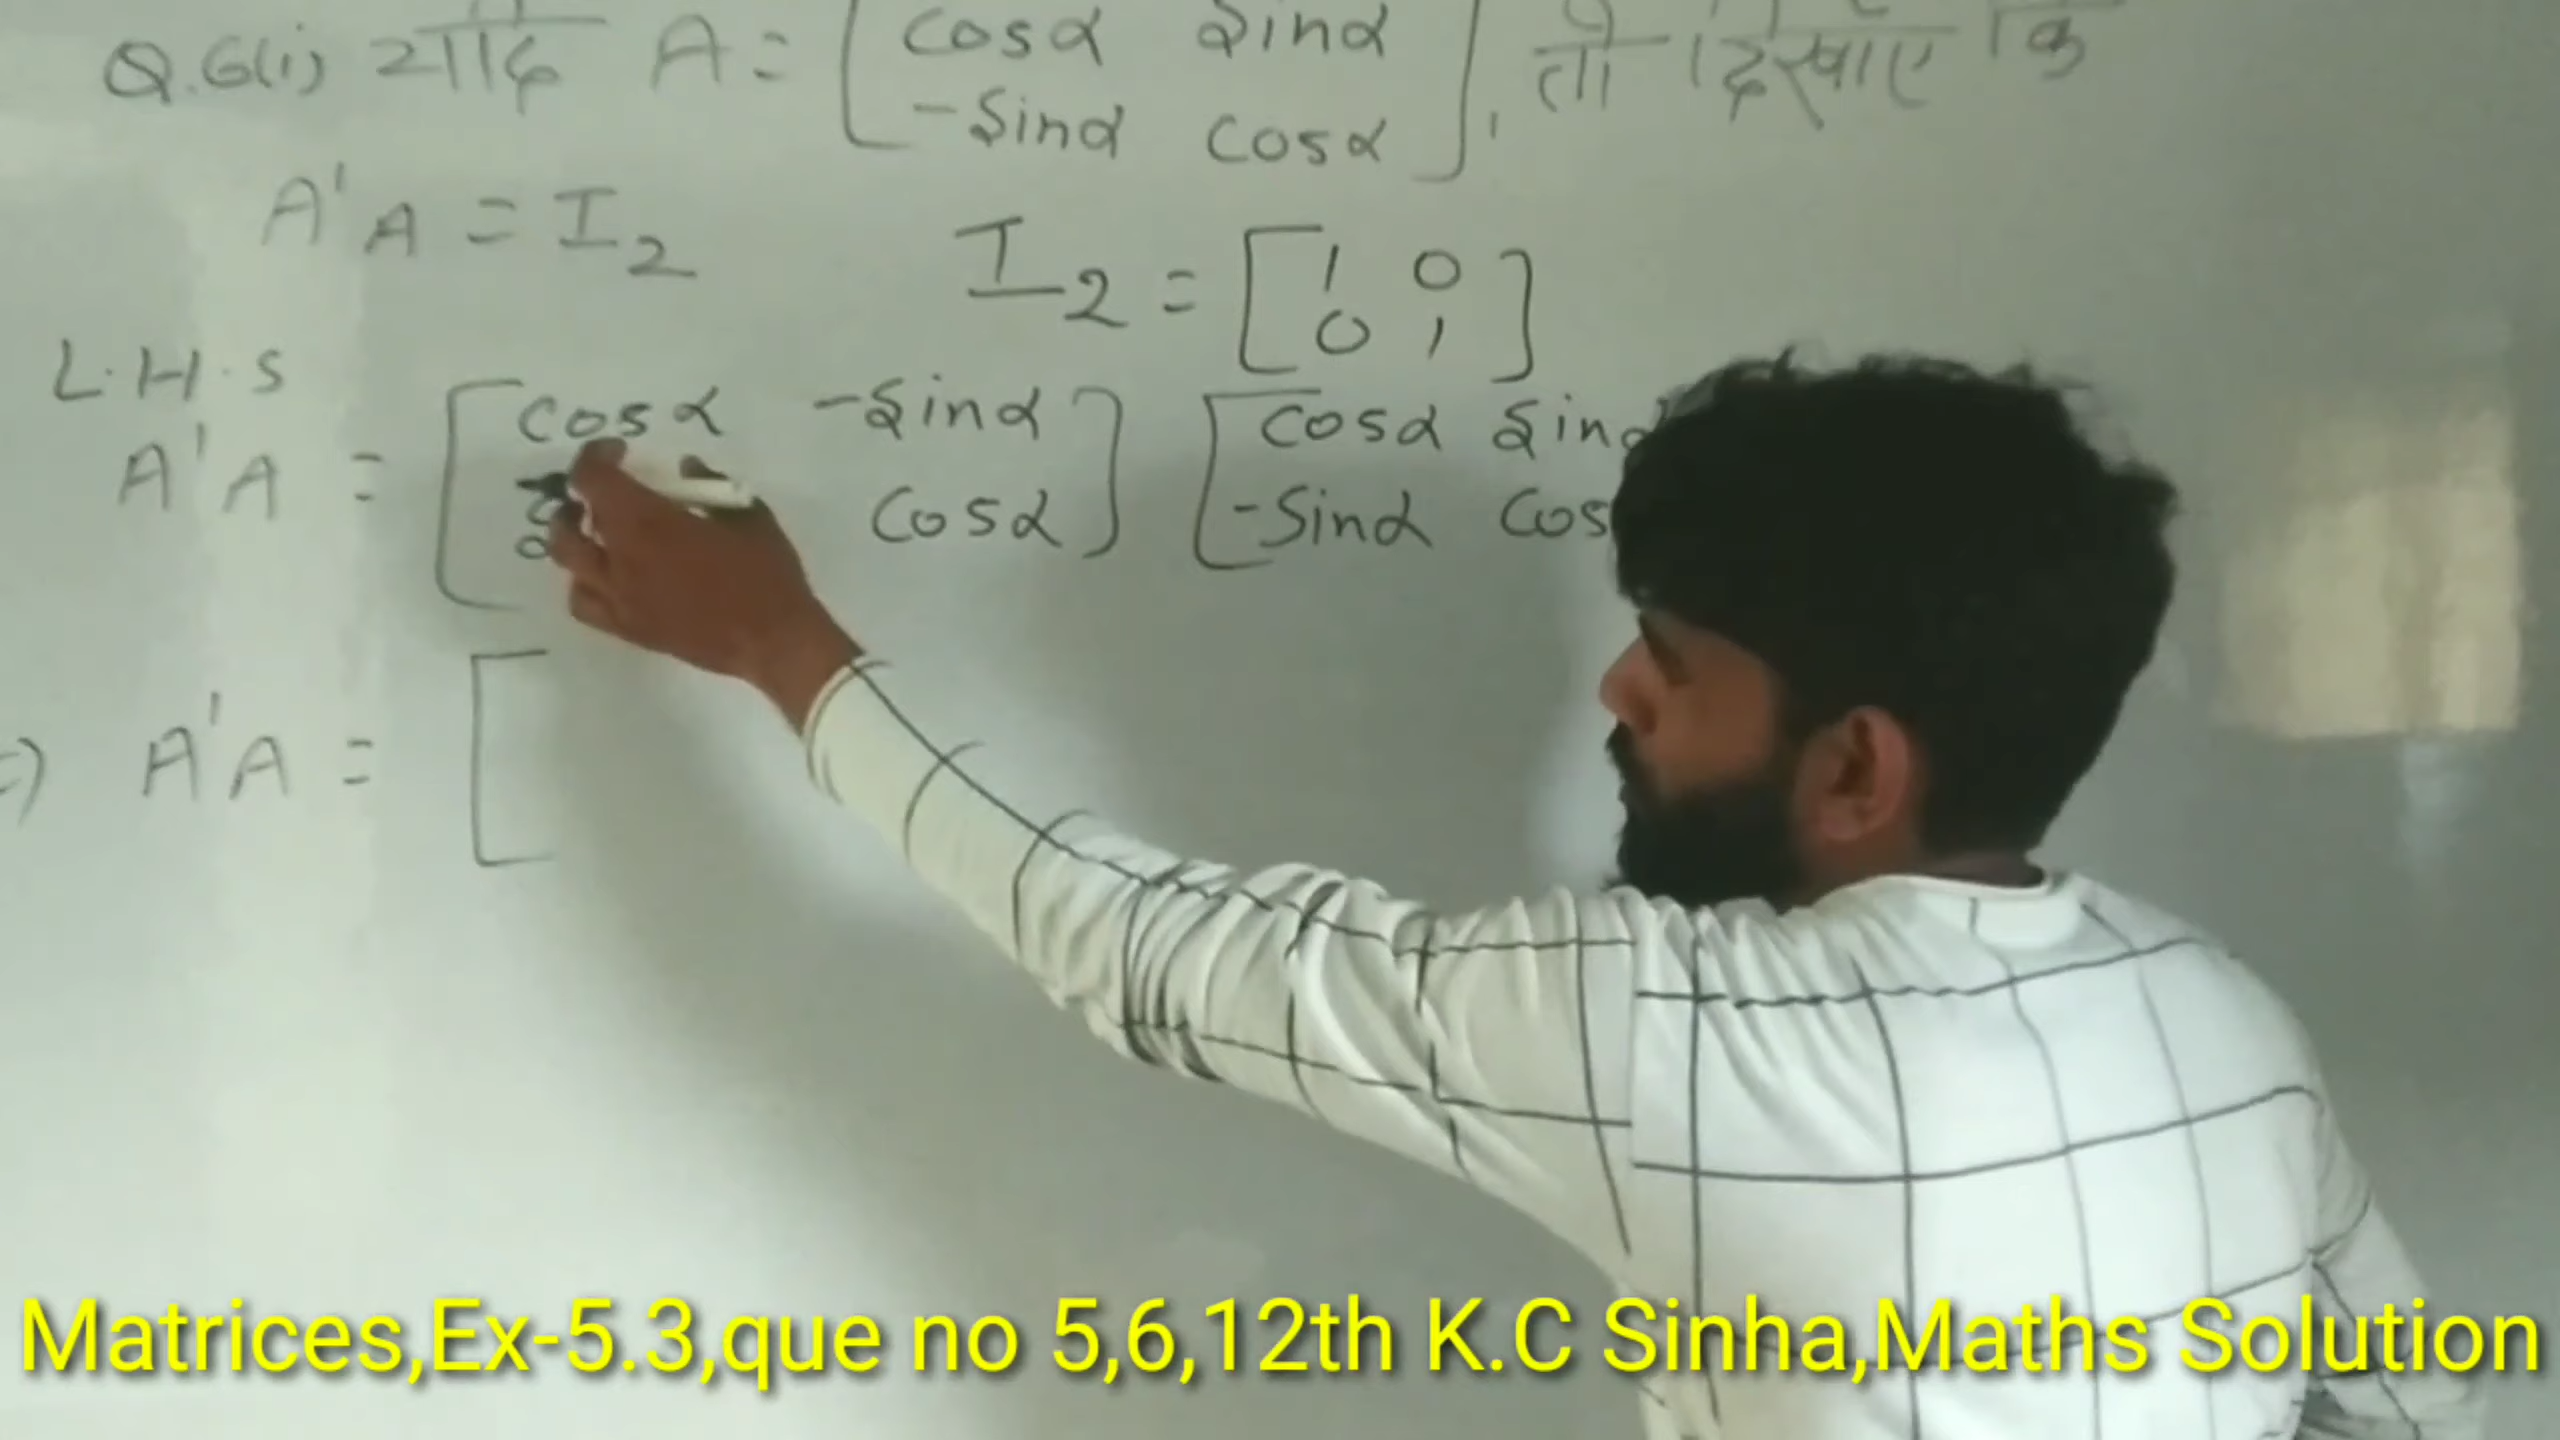 Q.6(i) यदि A = [cosα sinα
-sinα cosα], तो दिखाए कि
A'A = I₂
I₂ = [1 0
0 1]
L.H.S
A'A = [cosα -sinα] [cosα sinα
cosα] [-sinα cos
=) A'A = [
Matrices,Ex-5.3,que no 5,6,12th K.C Sinha,Maths Solution